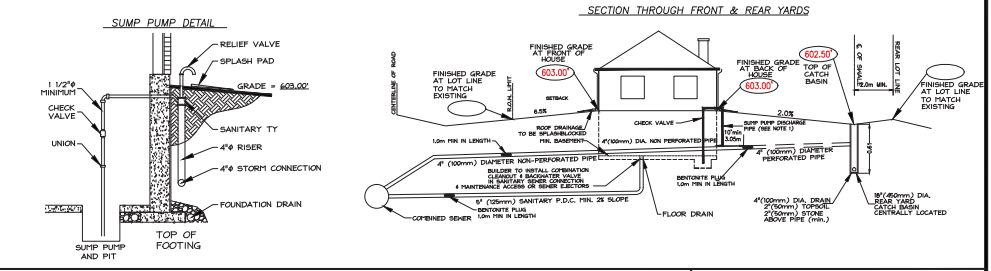 SUMP PUMP DETAIL
RELIEF VALVE
SPLASH PAD
GRADE = 603.00'
1 1/2"φ
MINIMUM
CHECK
VALVE
UNION
SANITARY TY
4"φ RISER
4"φ STORM CONNECTION
FOUNDATION DRAIN
SUMP PUMP
AND PIT
TOP OF
FOOTING
SECTION THROUGH FRONT & REAR YARDS
CENTERLINE OF ROAD
FINISHED GRADE
AT LOT LINE
TO MATCH
EXISTING
R.O.W. LIMIT
6.5%
SETBACK
FINISHED GRADE
AT FRONT OF
HOUSE
603.00'
FINISHED GRADE
AT BACK OF
HOUSE
603.00'
602.50'
TOP OF
CATCH
BASIN
℄ OF SWALE
2.0m MIN.
REAR LOT LINE
FINISHED GRADE
AT LOT LINE
TO MATCH
EXISTING
2.0%
ROOF DRAINAGE
TO BE SPLASHBLOCKED
CHECK VALVE
10' min
3.05m
SUMP PUMP DISCHARGE
PIPE (SEE NOTE 1)
1.0m MIN IN LENGTH
MIN. BASEMENT
4"(100mm) DIA. NON PERFORATED PIPE
4" (100mm) DIAMETER NON-PERFORATED PIPE
4" (100mm) DIAMETER
PERFORATED PIPE
BUILDER TO INSTALL COMBINATION
CLEANOUT & BACKWATER VALVE
IN SANITARY SEWER CONNECTION
& MAINTENANCE ACCESS OR SEWER EJECTORS
BENTONITE PLUG
1.0m MIN IN LENGTH
5" (125mm) SANITARY P.D.C. MIN. 2% SLOPE
BENTONITE PLUG
1.0m MIN IN LENGTH
COMBINED SEWER
FLOOR DRAIN
4"(100mm) DIA. DRAIN
2"(50mm) TOPSOIL
2"(50mm) STONE
ABOVE PIPE (min.)
18" (450mm) DIA.
REAR YARD
CATCH BASIN
CENTRALLY LOCATED